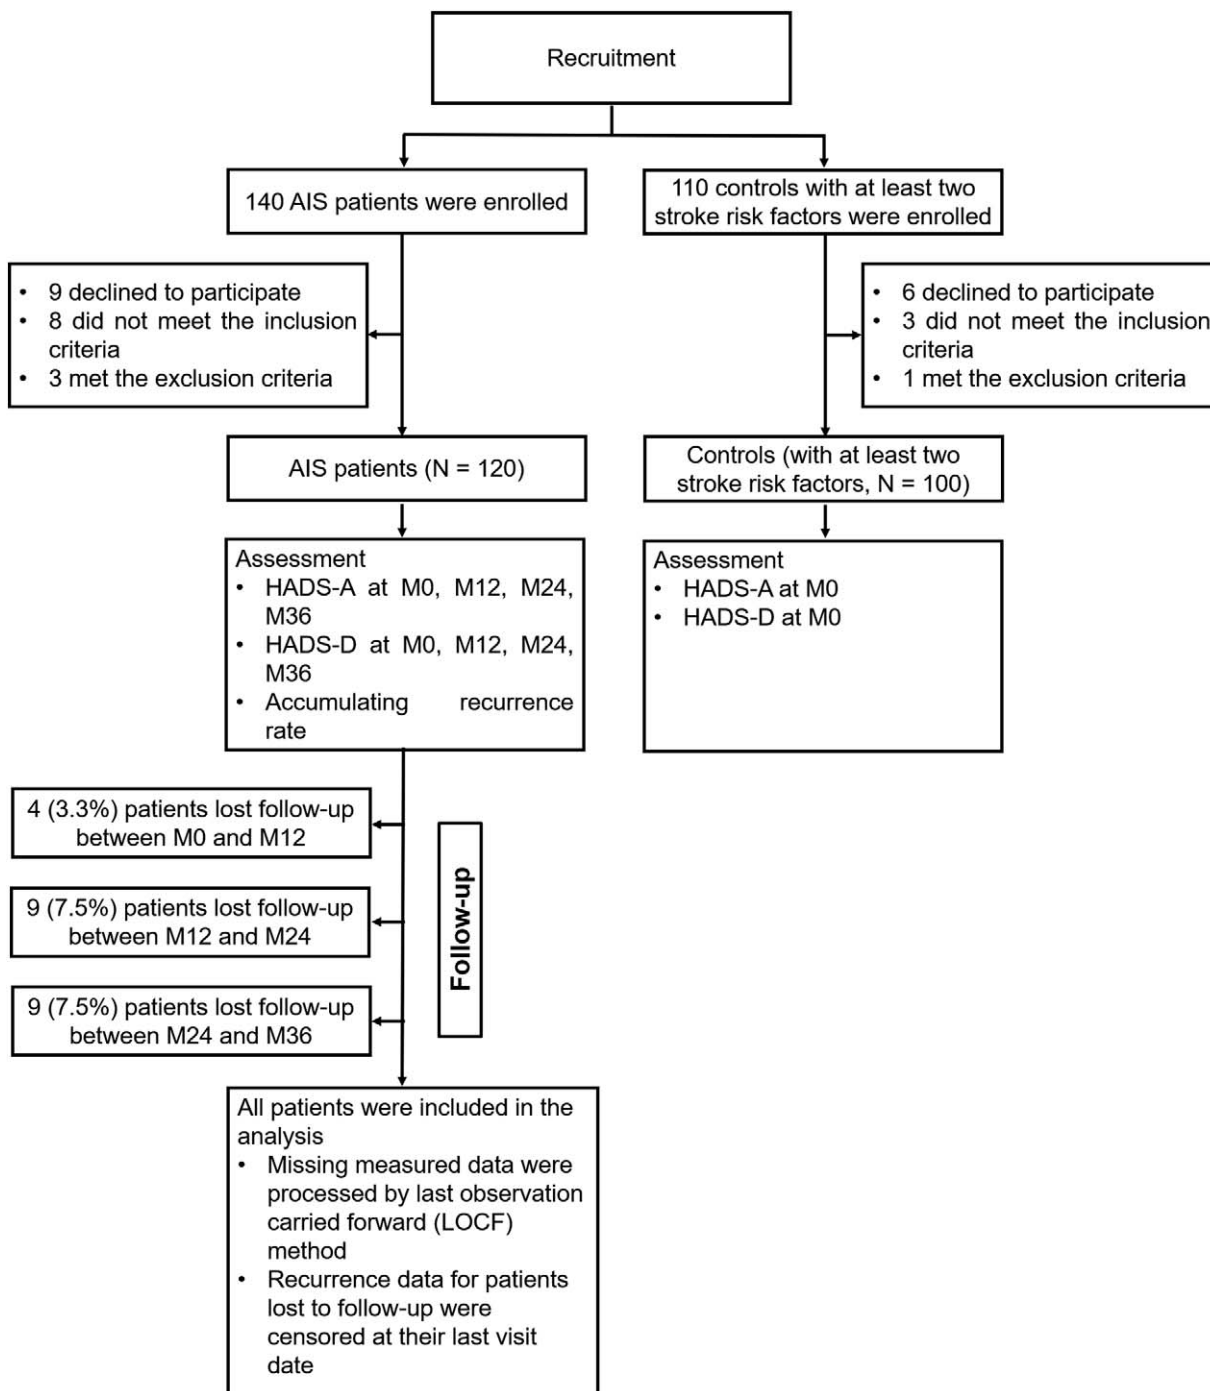 Recruitment
140 AIS patients were enrolled
110 controls with at least two
stroke risk factors were enrolled
• 9 declined to participate
• 8 did not meet the inclusion
criteria
• 3 met the exclusion criteria
• 6 declined to participate
• 3 did not meet the inclusion
criteria
• 1 met the exclusion criteria
AIS patients (N = 120)
Controls (with at least two
stroke risk factors, N = 100)
Assessment
• HADS-A at M0, M12, M24,
M36
• HADS-D at M0, M12, M24,
M36
• Accumulating recurrence
rate
Assessment
• HADS-A at M0
• HADS-D at M0
4 (3.3%) patients lost follow-up
between M0 and M12
9 (7.5%) patients lost follow-up
between M12 and M24
9 (7.5%) patients lost follow-up
between M24 and M36
Follow-up
All patients were included in the
analysis
• Missing measured data were
processed by last observation
carried forward (LOCF)
method
• Recurrence data for patients
lost to follow-up were
censored at their last visit
date